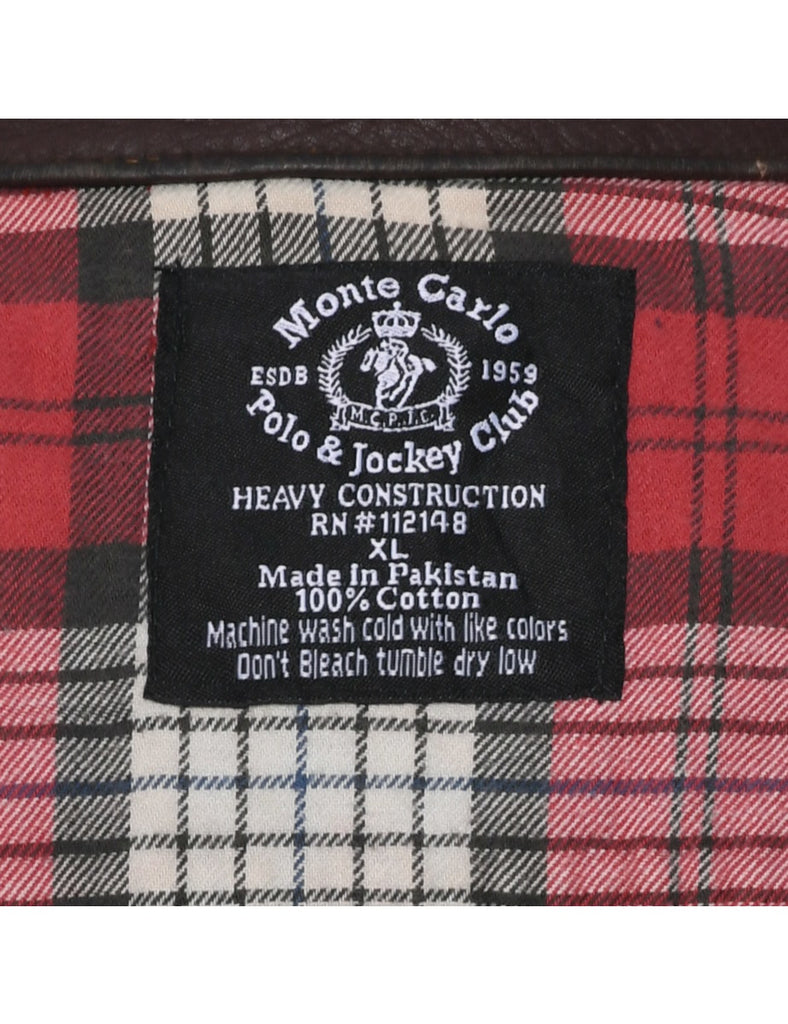 Monte Carlo
ESDB 1959
M.C.P.J.C.
Polo & Jockey Club
HEAVY CONSTRUCTION
RN#112148
XL
Made in Pakistan
100% Cotton
Machine wash cold with like colors
Don't Bleach tumble dry low